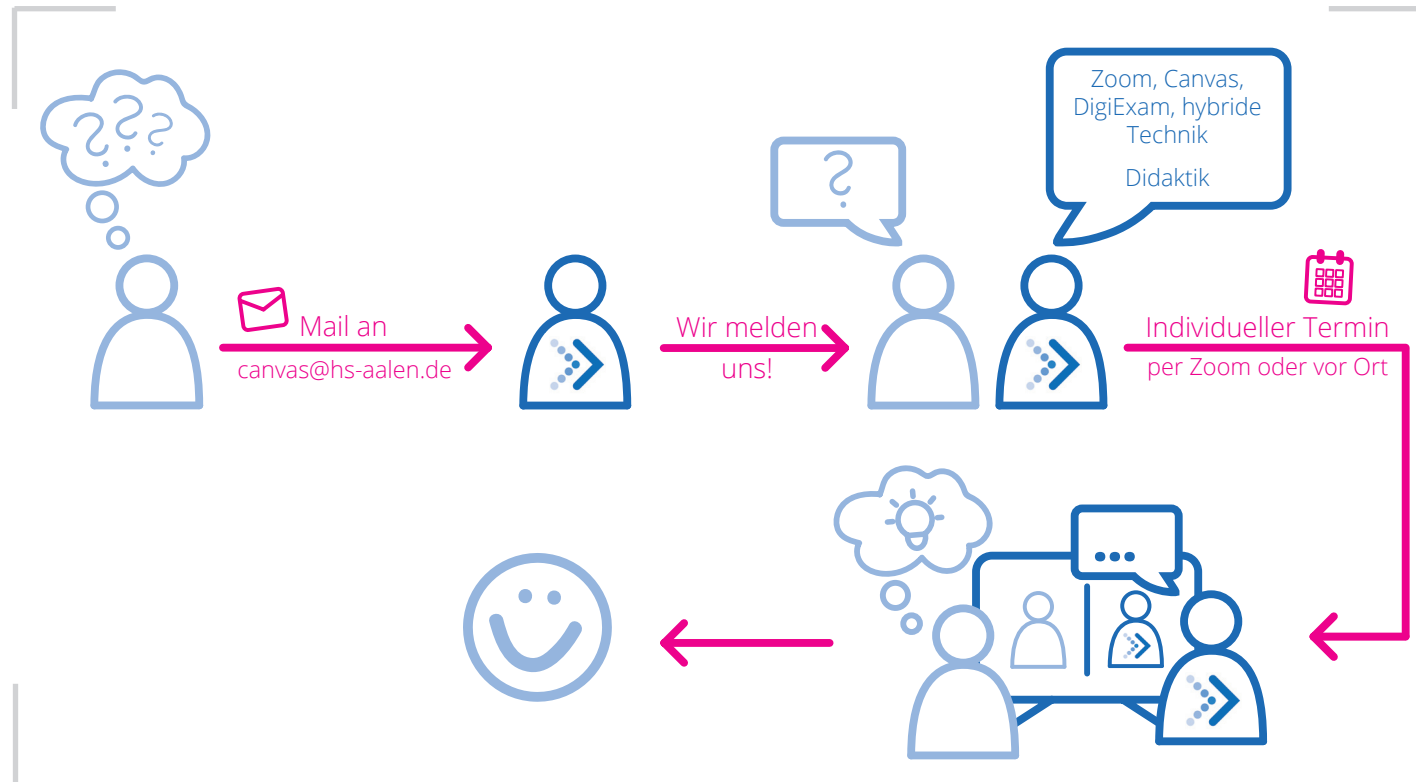 Zoom, Canvas,
DigiExam, hybride
Technik
Didaktik
?
? ? ?
Mail an
canvas@hs-aalen.de
Wir melden
uns!
Individueller Termin
per Zoom oder vor Ort
...